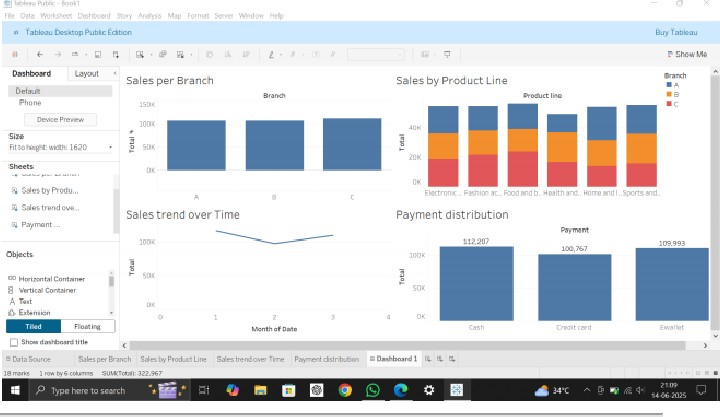 Tableau Public - Book1
File Data Worksheet Dashboard Story Analysis Map Format Server Window Help
Tableau Desktop Public Edition Buy Tableau
Show Me
Dashboard Layout
Default
Phone
Device Preview
Size
Fit to height: width: 1620
Sheets
Sales by Produ...
Sales trend ove...
Payment ...
Objects
Horizontal Container
Vertical Container
A Text
Extension
Tiled Floating
Show dashboard title
Sales per Branch
Branch
Total
150K
100K
50K
0K
A B C
Sales by Product Line
Product line
Total
40K
20K
0K
Electronic.. Fashion ac.. Food and b.. Health and.. Home and l.. Sports and..
Branch
A
B
C
Sales trend over Time
Total
100K
50K
0K
0 1 2 3 4
Month of Date
Payment distribution
Payment
Total
112,207 100,767 109,993
100K
50K
0K
Cash Credit card Ewallet
Data Source Sales per Branch Sales by Product Line Sales trend over Time Payment distribution Dashboard 1
18 marks 1 row by 6 columns SUM(Total): 322,967
Type here to search
34°C
21:09
14-06-2025